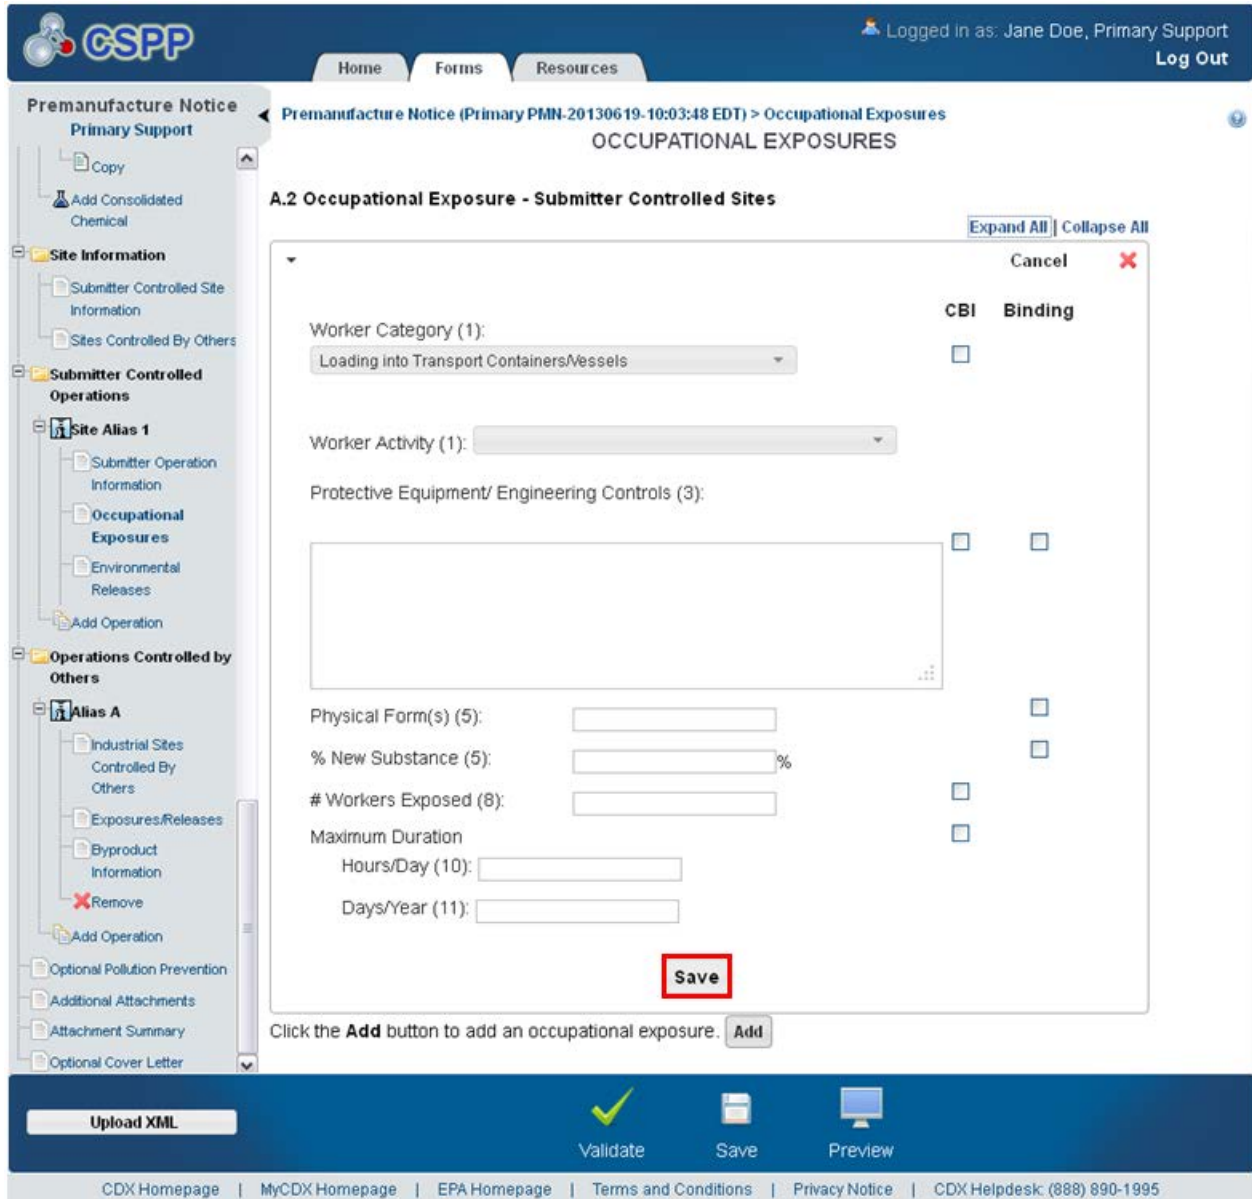 CSPP
Logged in as: Jane Doe, Primary Support
Log Out
Home
Forms
Resources
Premanufacture Notice
Primary Support
Copy
Add Consolidated
Chemical
Site Information
Submitter Controlled Site
Information
Sites Controlled By Others
Submitter Controlled
Operations
Site Alias 1
Submitter Operation
Information
Occupational
Exposures
Environmental
Releases
Add Operation
Operations Controlled by
Others
Alias A
Industrial Sites
Controlled By
Others
Exposures/Releases
Byproduct
Information
Remove
Add Operation
Optional Pollution Prevention
Additional Attachments
Attachment Summary
Optional Cover Letter
Premanufacture Notice (Primary PMN-20130619-10:03:48 EDT) > Occupational Exposures
OCCUPATIONAL EXPOSURES
A.2 Occupational Exposure - Submitter Controlled Sites
Expand All | Collapse All
Cancel
CBI Binding
Worker Category (1):
Loading into Transport Containers/Vessels
Worker Activity (1):
Protective Equipment/ Engineering Controls (3):
Physical Form(s) (5):
% New Substance (5): %
# Workers Exposed (8):
Maximum Duration
Hours/Day (10):
Days/Year (11):
Save
Click the Add button to add an occupational exposure. Add
Upload XML
Validate
Save
Preview
CDX Homepage | MyCDX Homepage | EPA Homepage | Terms and Conditions | Privacy Notice | CDX Helpdesk: (888) 890-1995